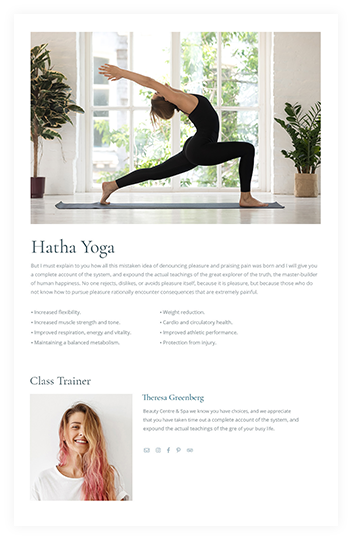 Hatha Yoga
But I must explain to you how all this mistaken idea of denouncing pleasure and praising pain was born and I will give you
a complete account of the system, and expound the actual teachings of the great explorer of the truth, the master-builder
of human happiness. No one rejects, dislikes, or avoids pleasure itself, because it is pleasure, but because those who do
not know how to pursue pleasure rationally encounter consequences that are extremely painful.
• Increased flexibility.
• Increased muscle strength and tone.
• Improved respiration, energy and vitality.
• Maintaining a balanced metabolism.
• Weight reduction.
• Cardio and circulatory health.
• Improved athletic performance.
• Protection from injury.
Class Trainer
Theresa Greenberg
Beauty Centre & Spa we know you have choices, and we appreciate
that you have taken time out a complete account of the system, and
expound the actual teachings of the gre of your busy life.